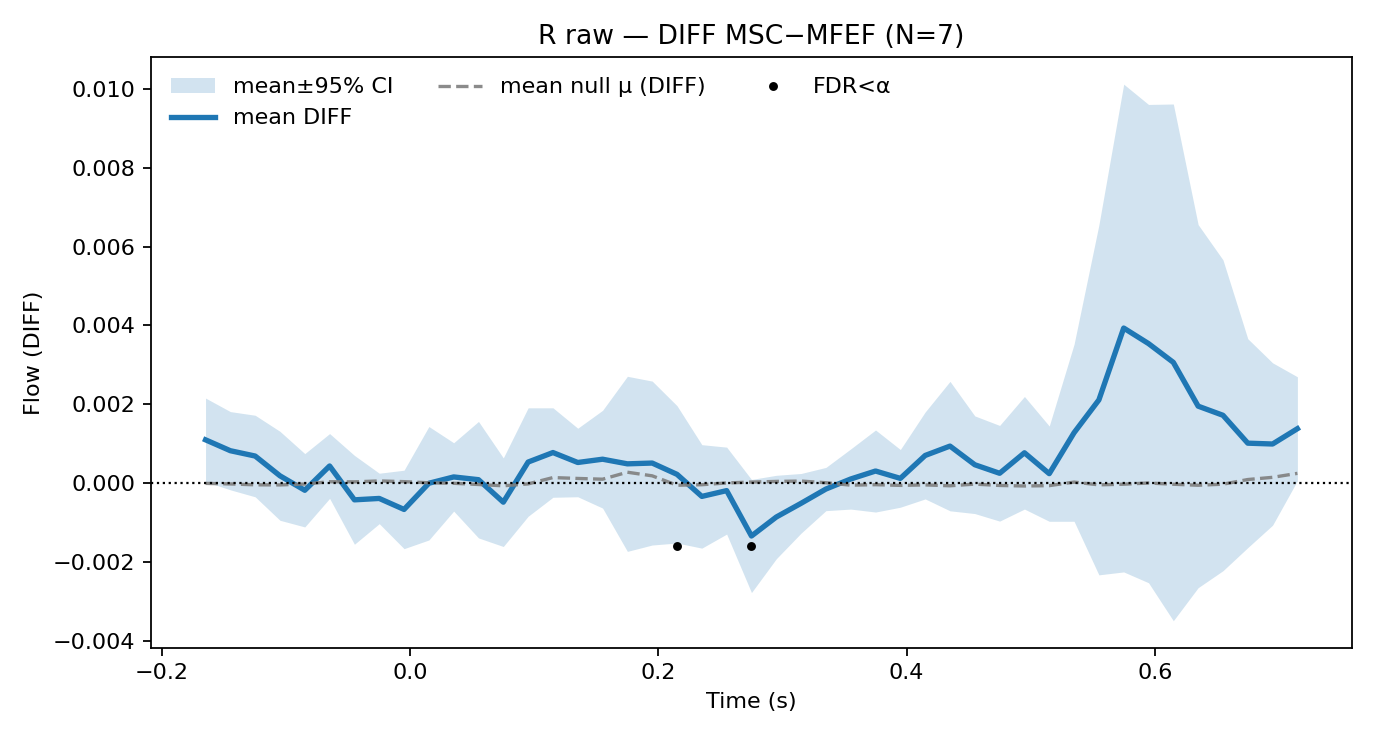 R raw — DIFF MSC−MFEF (N=7)
mean±95% CI
mean DIFF
mean null μ (DIFF)
FDR<α
Flow (DIFF)
0.010
0.008
0.006
0.004
0.002
0.000
−0.002
−0.004
−0.2
0.0
0.2
0.4
0.6
Time (s)